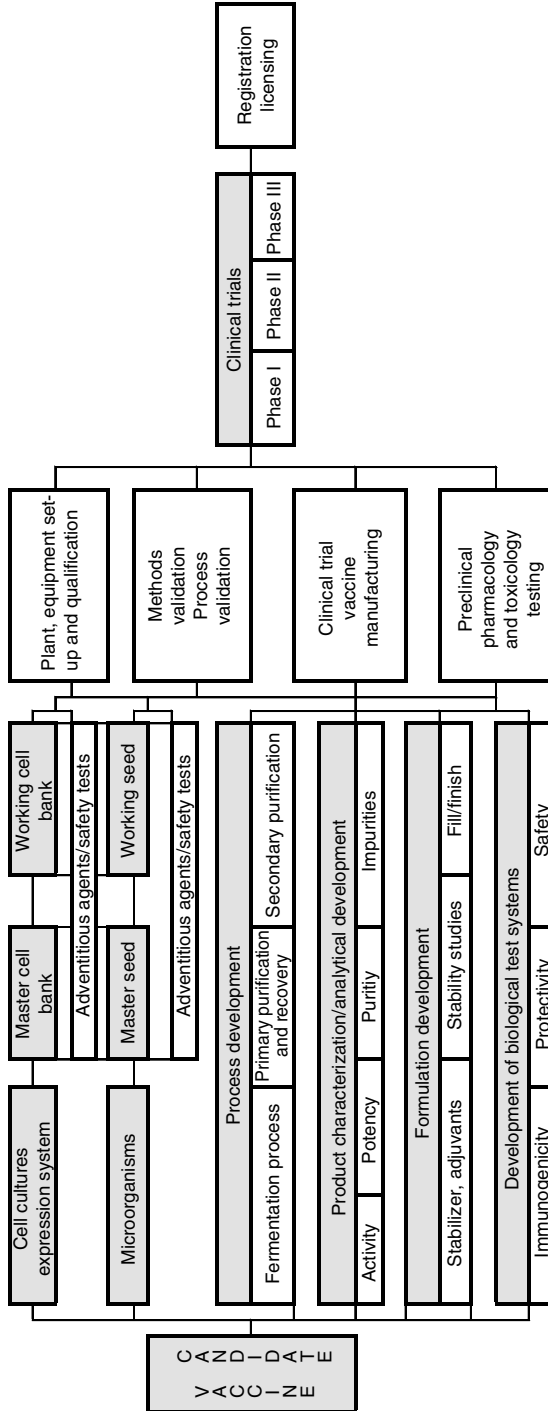 VACCINE
CANDIDATE
Cell cultures
expression system
Master cell
bank
Working cell
bank
Adventitious agents/safety tests
Microorganisms
Master seed
Working seed
Adventitious agents/safety tests
Process development
Fermentation process
Primary purification
and recovery
Secondary purification
Product characterization/analytical development
Activity
Potency
Puritiy
Impurities
Formulation development
Stabilizer, adjuvants
Stability studies
Fill/finish
Development of biological test systems
Immunogenicity
Protectivity
Safety
Plant, equipment set-
up and qualification
Methods
validation
Process
validation
Clinical trial
vaccine
manufacturing
Preclinical
pharmacology
and toxicology
testing
Clinical trials
Phase I
Phase II
Phase III
Registration
licensing